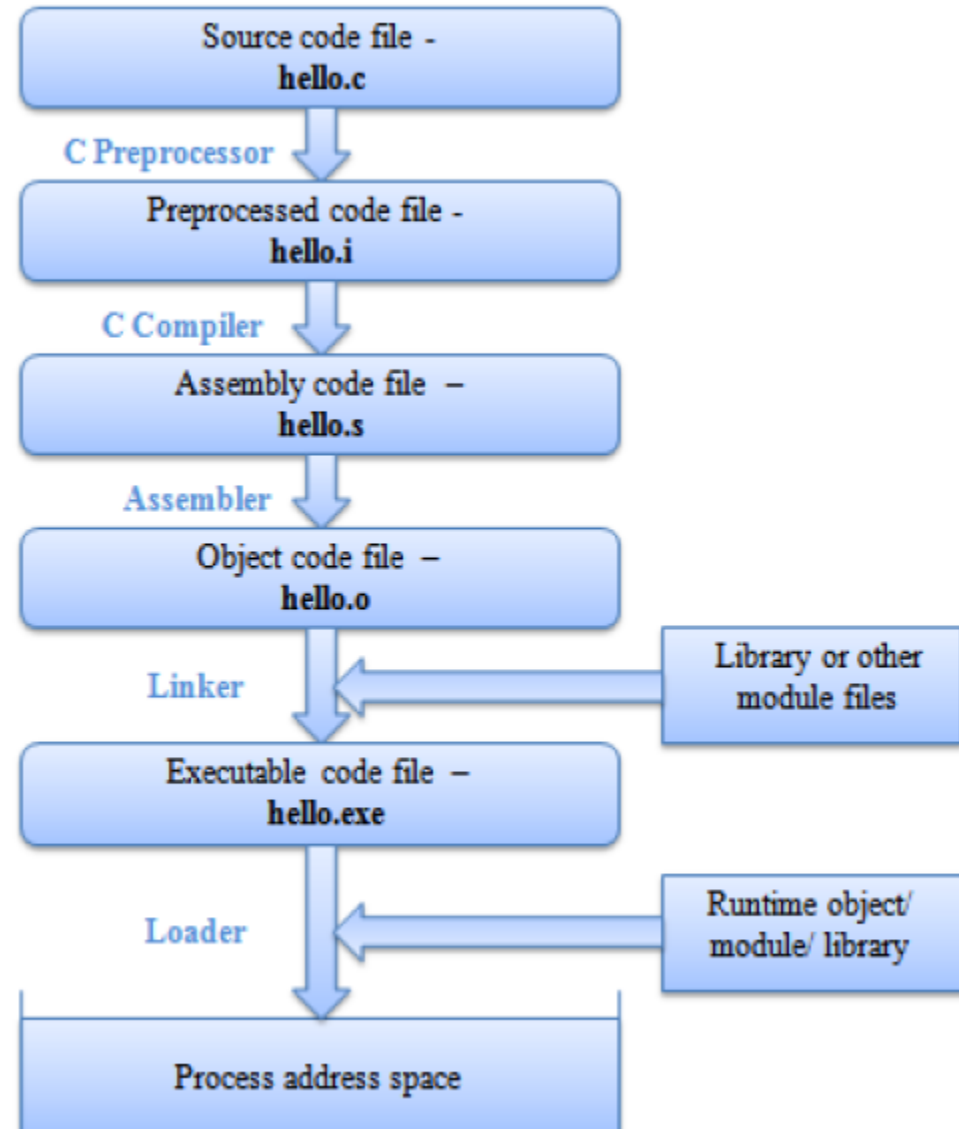 Source code file -
hello.c
C Preprocessor
Preprocessed code file -
hello.i
C Compiler
Assembly code file –
hello.s
Assembler
Object code file –
hello.o
Linker
Library or other
module files
Executable code file –
hello.exe
Loader
Runtime object/
module/ library
Process address space